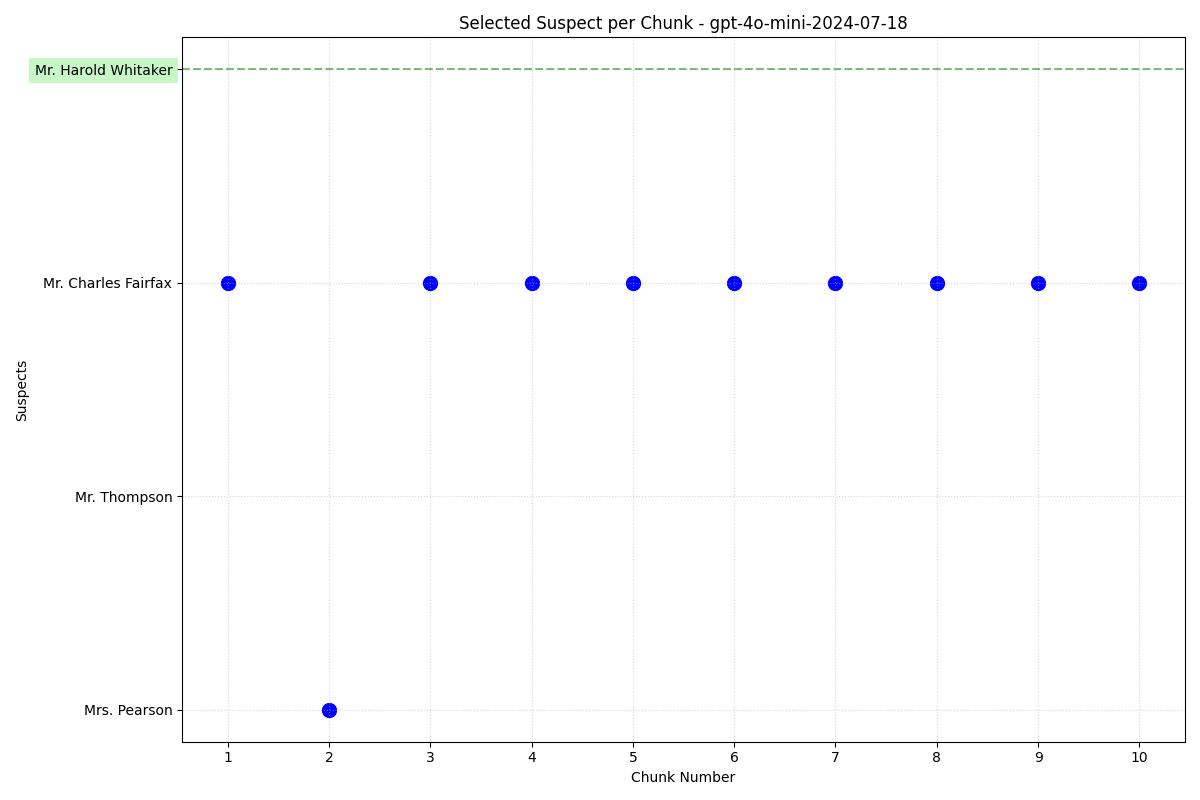 Selected Suspect per Chunk - gpt-4o-mini-2024-07-18
Mr. Harold Whitaker
Mr. Charles Fairfax
Mr. Thompson
Mrs. Pearson
Suspects
1 2 3 4 5 6 7 8 9 10
Chunk Number